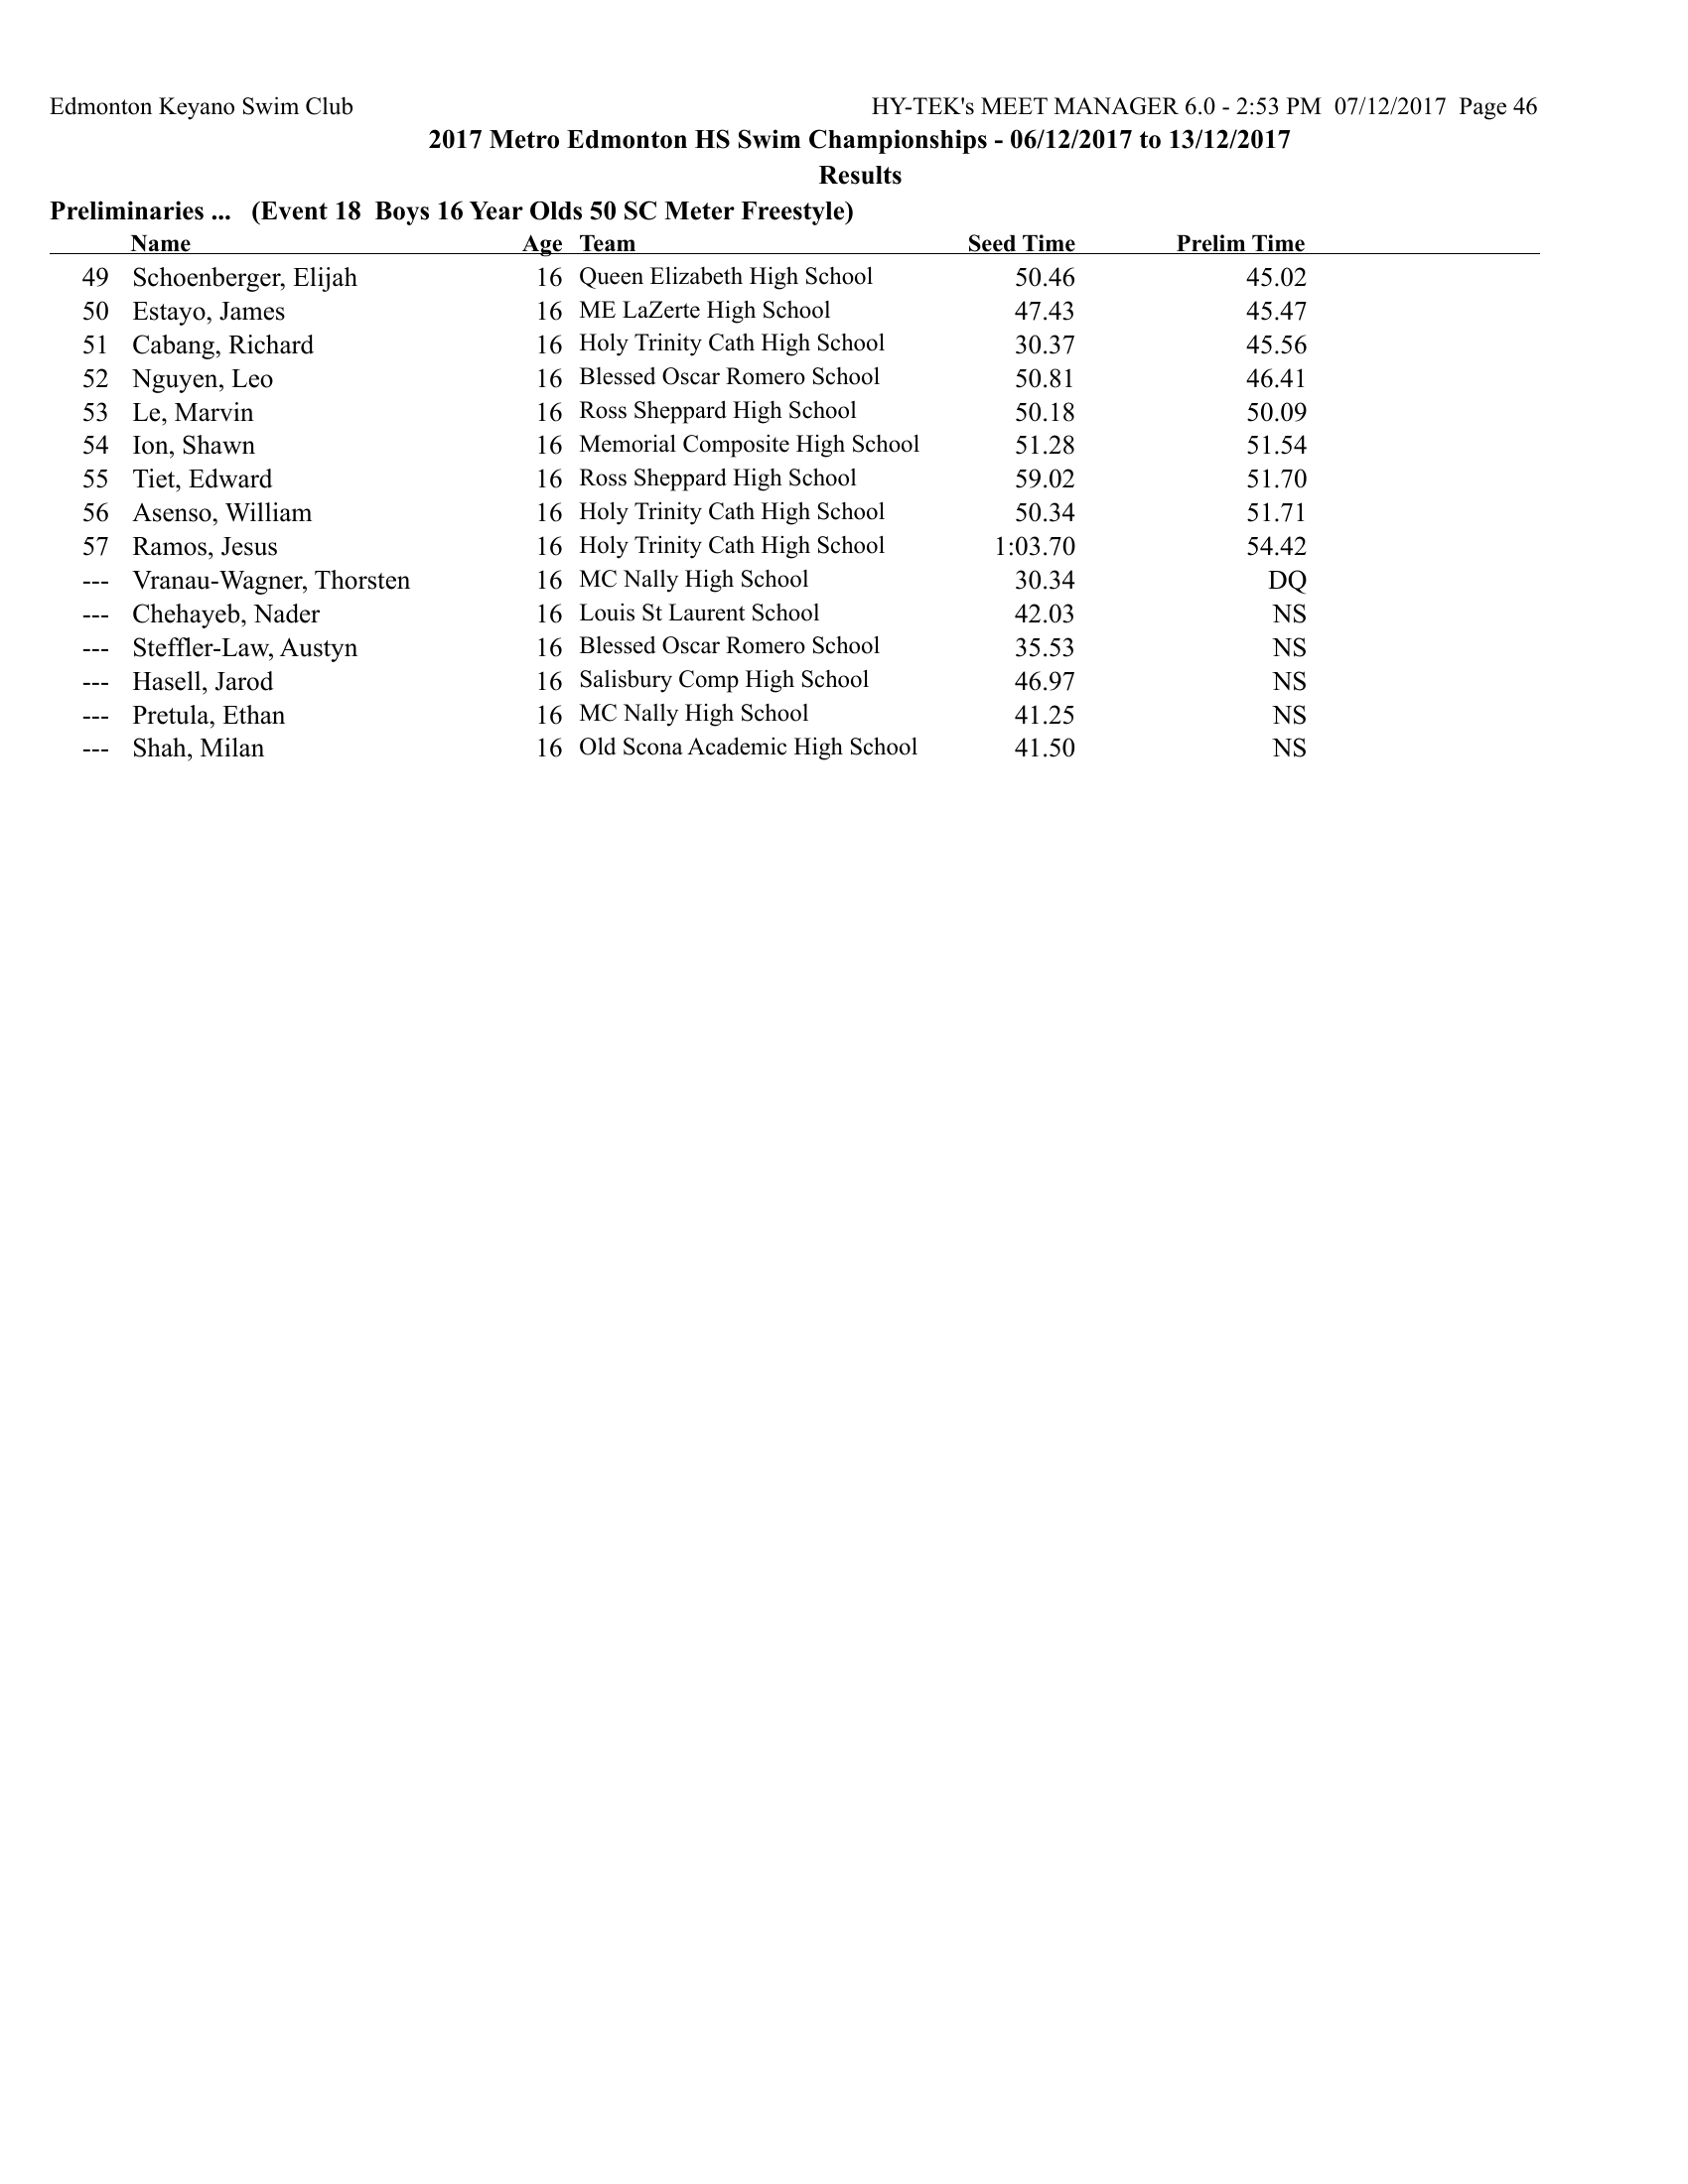 Edmonton Keyano Swim Club HY-TEK's MEET MANAGER 6.0 - 2:53 PM 07/12/2017 Page 46
2017 Metro Edmonton HS Swim Championships - 06/12/2017 to 13/12/2017
Results
Preliminaries ... (Event 18 Boys 16 Year Olds 50 SC Meter Freestyle)
Name Age Team Seed Time Prelim Time
49 Schoenberger, Elijah 16 Queen Elizabeth High School 50.46 45.02
50 Estayo, James 16 ME LaZerte High School 47.43 45.47
51 Cabang, Richard 16 Holy Trinity Cath High School 30.37 45.56
52 Nguyen, Leo 16 Blessed Oscar Romero School 50.81 46.41
53 Le, Marvin 16 Ross Sheppard High School 50.18 50.09
54 Ion, Shawn 16 Memorial Composite High School 51.28 51.54
55 Tiet, Edward 16 Ross Sheppard High School 59.02 51.70
56 Asenso, William 16 Holy Trinity Cath High School 50.34 51.71
57 Ramos, Jesus 16 Holy Trinity Cath High School 1:03.70 54.42
--- Vranau-Wagner, Thorsten 16 MC Nally High School 30.34 DQ
--- Chehayeb, Nader 16 Louis St Laurent School 42.03 NS
--- Steffler-Law, Austyn 16 Blessed Oscar Romero School 35.53 NS
--- Hasell, Jarod 16 Salisbury Comp High School 46.97 NS
--- Pretula, Ethan 16 MC Nally High School 41.25 NS
--- Shah, Milan 16 Old Scona Academic High School 41.50 NS